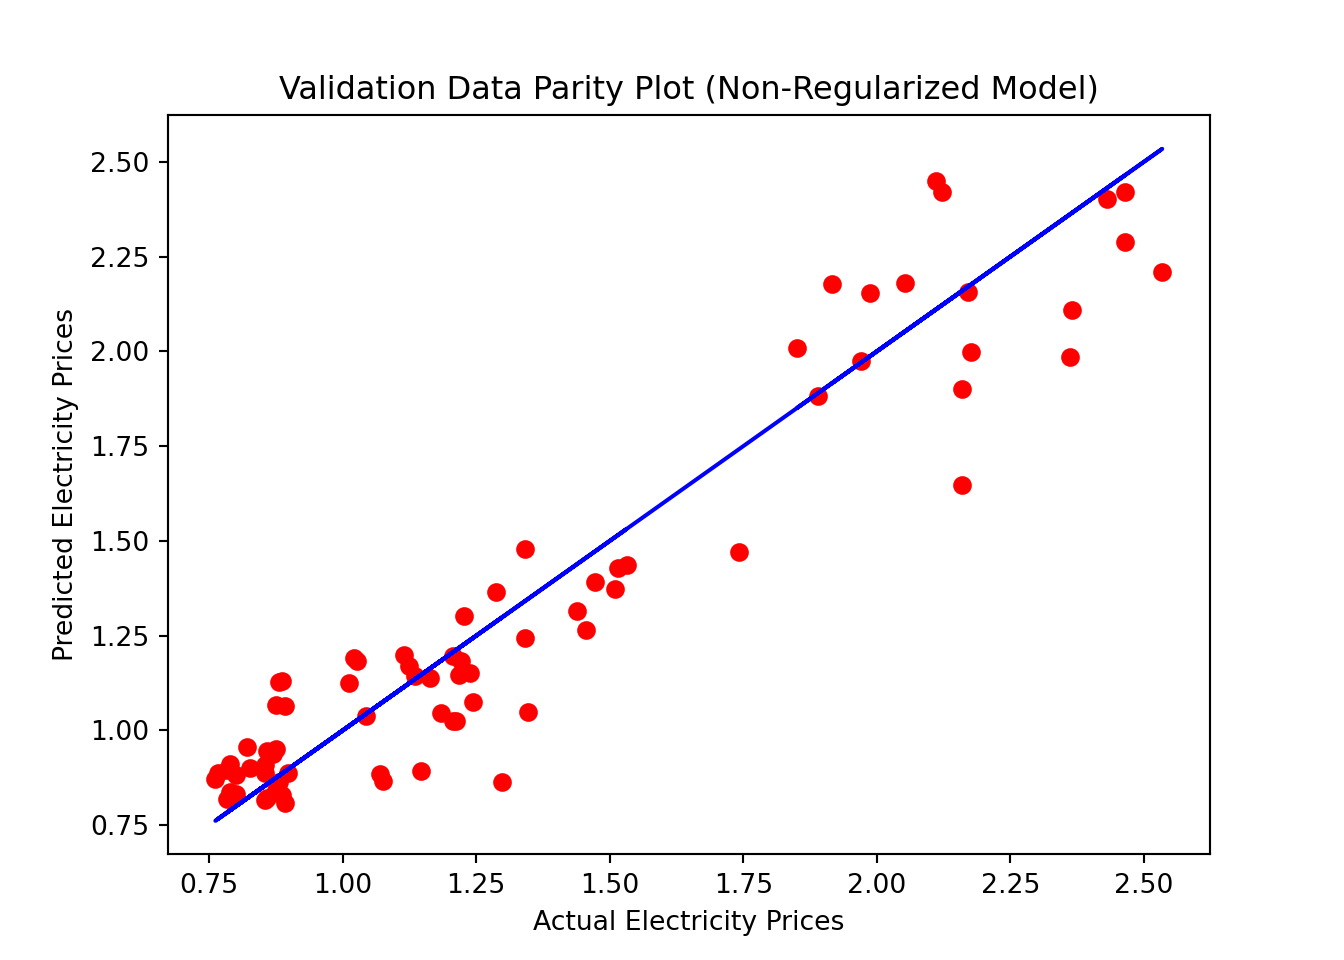 Validation Data Parity Plot (Non-Regularized Model)
Predicted Electricity Prices
2.50
2.25
2.00
1.75
1.50
1.25
1.00
0.75
0.75 1.00 1.25 1.50 1.75 2.00 2.25 2.50
Actual Electricity Prices